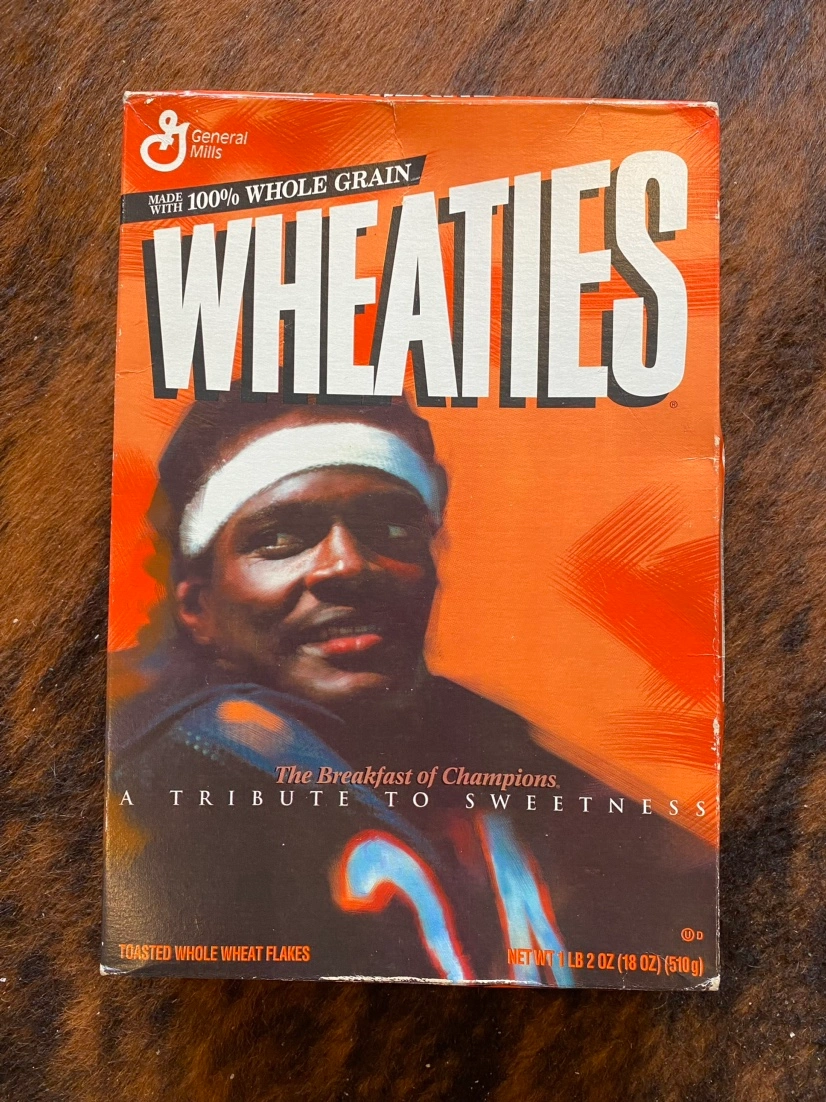 General
Mills
MADE
WITH 100% WHOLE GRAIN
WHEATIES
®
The Breakfast of Champions
A TRIBUTE TO SWEETNESS
U D
TOASTED WHOLE WHEAT FLAKES
NET WT 1 LB 2 OZ (18 OZ) (510g)